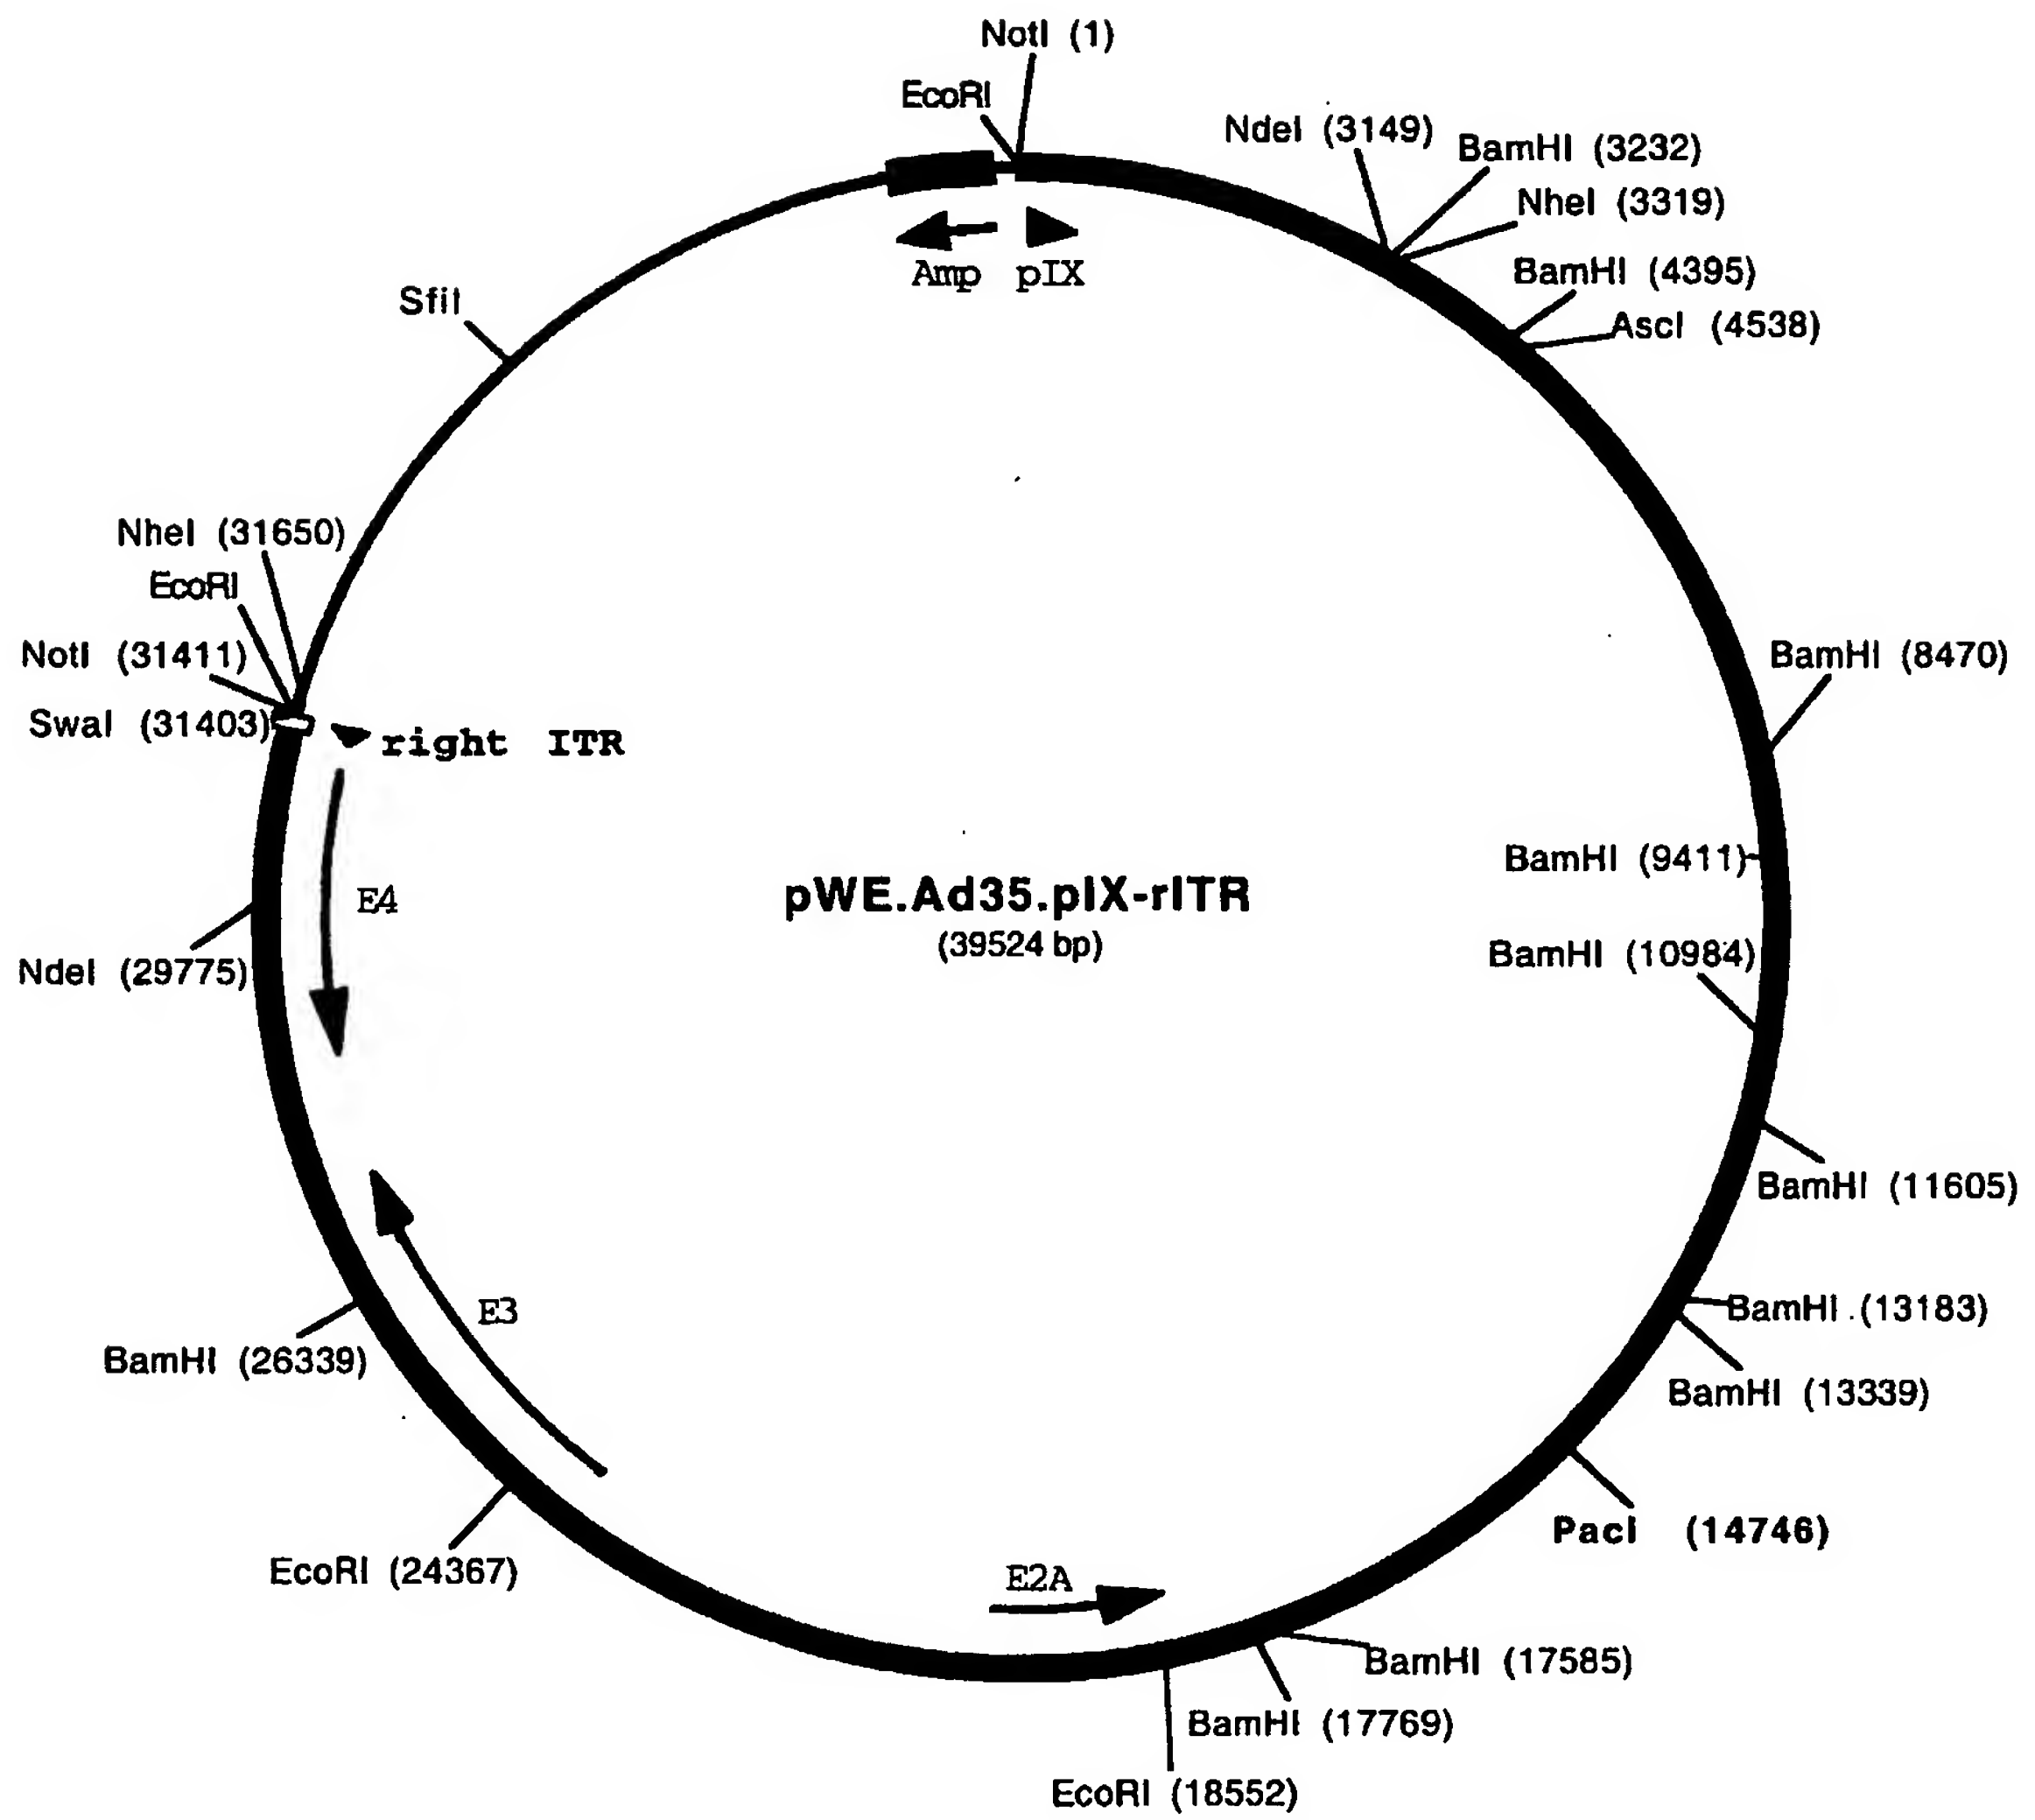 NotI (1)
EcoRI
NdeI (3149)
BamHI (3232)
NheI (3319)
BamHI (4395)
AscI (4538)
Amp pIX
SfiI
NheI (31650)
EcoRI
NotI (31411)
SwaI (31403)
right ITR
BamHI (8470)
BamHI (9411)
E4
pWE.Ad35.pIX-rITR
(39524 bp)
BamHI (10984)
NdeI (29775)
BamHI (11605)
E3
BamHI (13183)
BamHI (26339)
BamHI (13339)
PacI (14746)
EcoRI (24367)
E2A
BamHI (17585)
BamHI (17769)
EcoRI (18552)